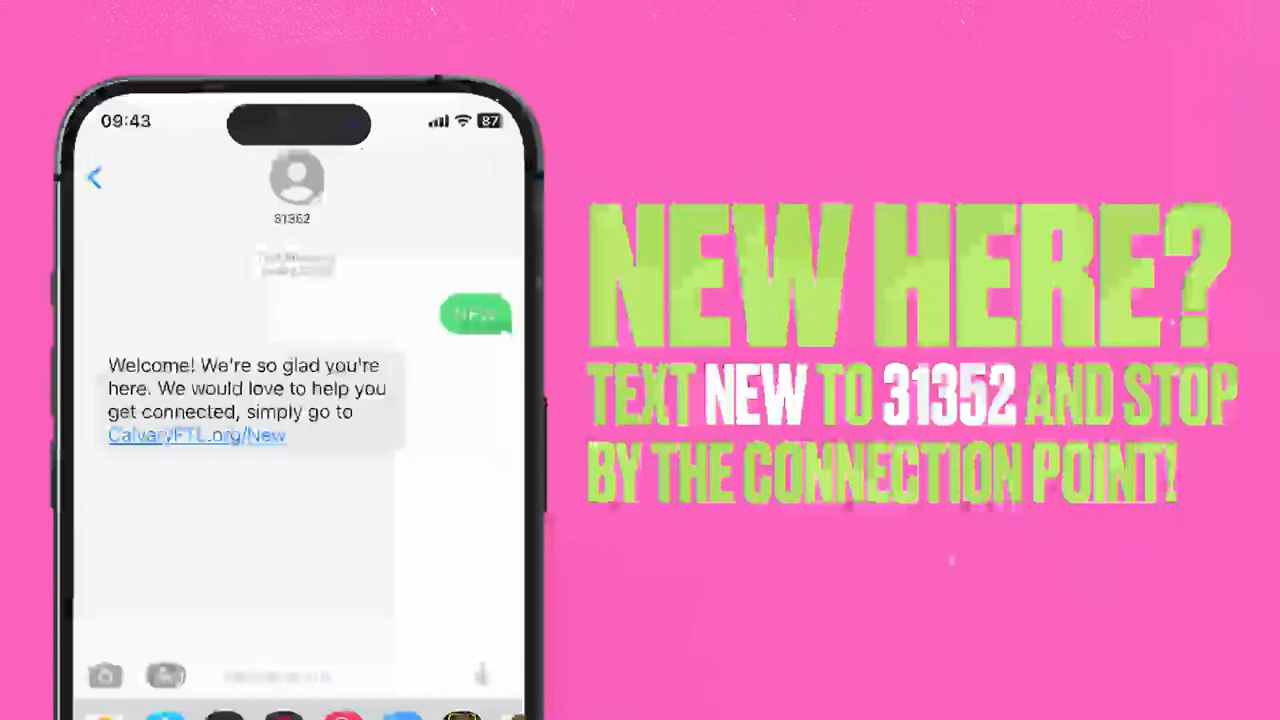 09:43
87
31352
NEW
Welcome! We're so glad you're
here. We would love to help you
get connected, simply go to
CalvaryFTL.org/New
NEW HERE?
TEXT NEW TO 31352 AND STOP
BY THE CONNECTION POINT!